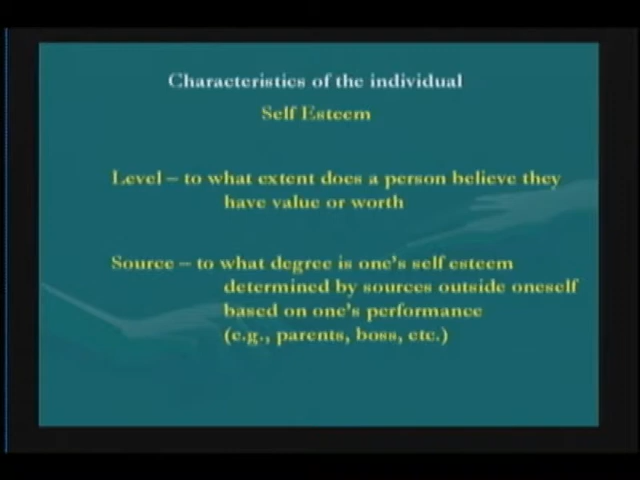 Characteristics of the individual
Self Esteem
Level – to what extent does a person believe they
have value or worth
Source – to what degree is one's self esteem
determined by sources outside oneself
based on one's performance
(e.g., parents, boss, etc.)